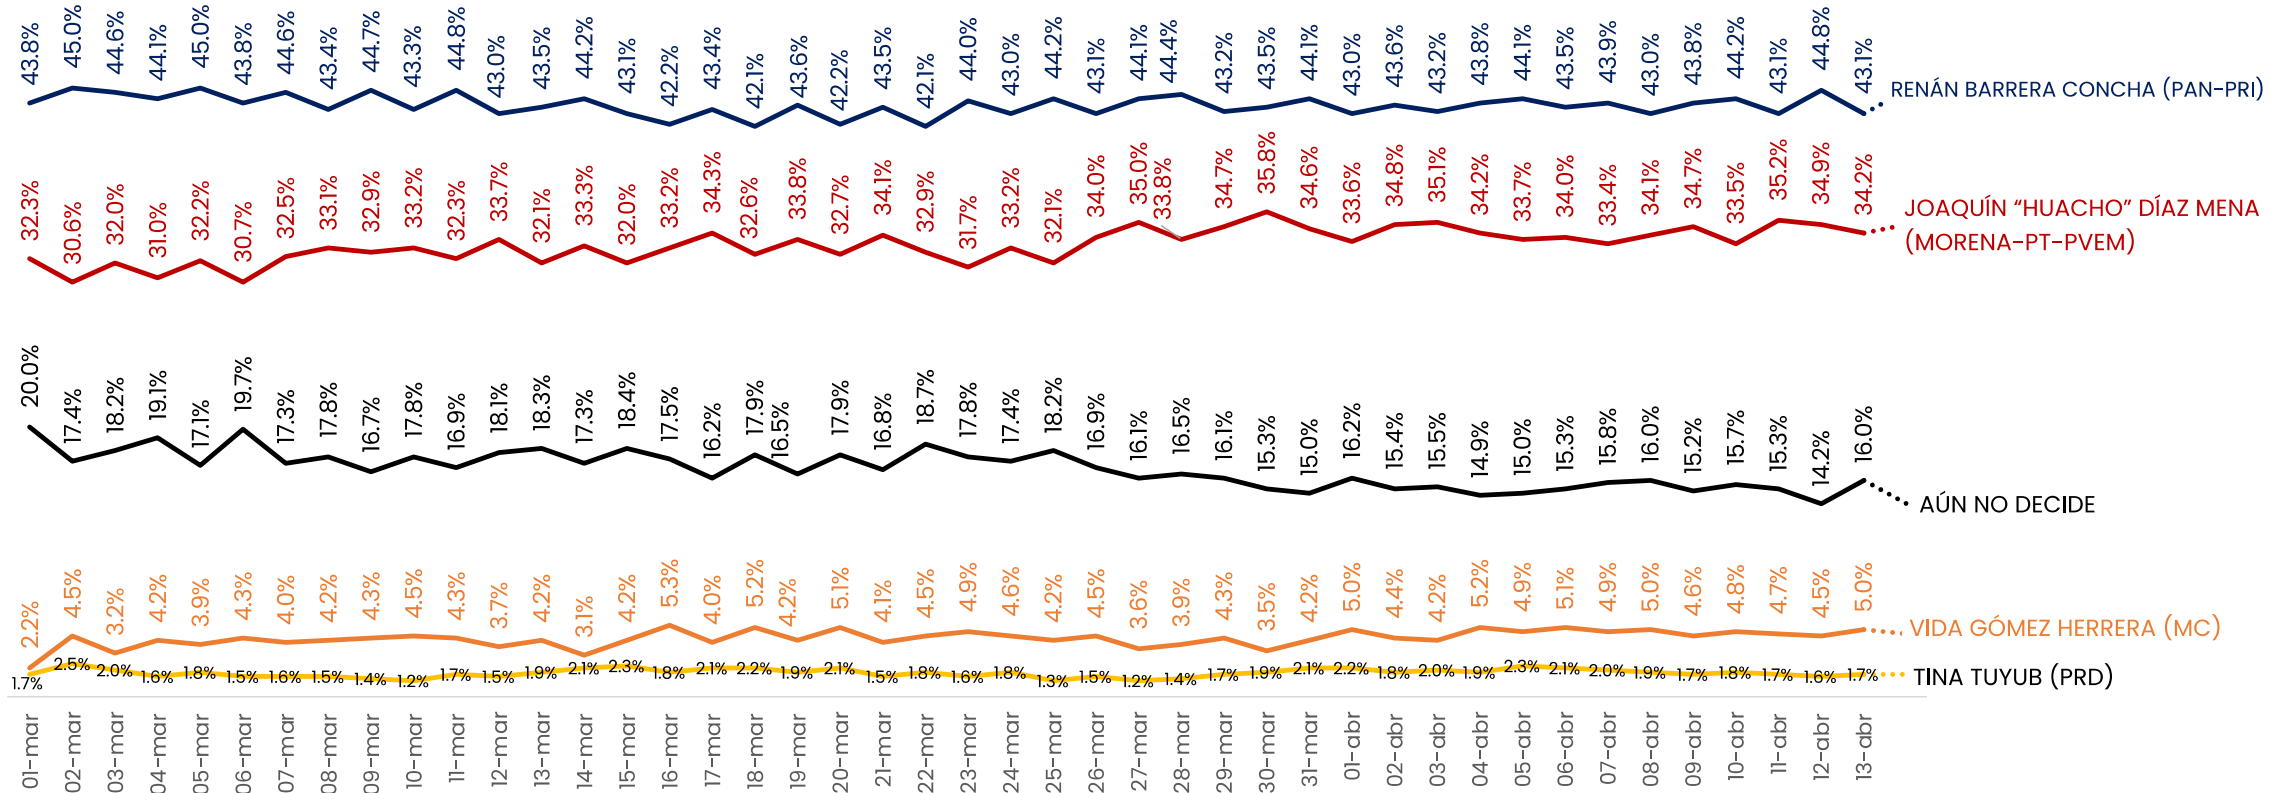 43.8% 45.0% 44.6% 44.1% 45.0% 43.8% 44.6% 43.4% 44.7% 43.3% 44.8% 43.0% 43.5% 44.2% 43.1% 42.2% 43.4% 42.1% 43.6% 42.2% 43.5% 42.1% 44.0% 43.0% 44.2% 43.1% 44.1% 44.4% 43.2% 43.5% 44.1% 43.0% 43.6% 43.2% 43.8% 44.1% 43.5% 43.9% 43.0% 43.8% 44.2% 43.1% 44.8% 43.1%
RENÁN BARRERA CONCHA (PAN-PRI)
32.3% 30.6% 32.0% 31.0% 32.2% 30.7% 32.5% 33.1% 32.9% 33.2% 32.3% 33.7% 32.1% 33.3% 32.0% 33.2% 34.3% 32.6% 33.8% 32.7% 34.1% 32.9% 31.7% 33.2% 32.1% 34.0% 35.0% 33.8% 34.7% 35.8% 34.6% 33.6% 34.8% 35.1% 34.2% 33.7% 34.0% 33.4% 34.1% 34.7% 33.5% 35.2% 34.9% 34.2%
JOAQUÍN “HUACHO” DÍAZ MENA
(MORENA-PT-PVEM)
20.0% 17.4% 18.2% 19.1% 17.1% 19.7% 17.3% 17.8% 16.7% 17.8% 16.9% 18.1% 18.3% 17.3% 18.4% 17.5% 16.2% 17.9% 16.5% 17.9% 16.8% 18.7% 17.8% 17.4% 18.2% 16.9% 16.1% 16.5% 16.1% 15.3% 15.0% 16.2% 15.4% 15.5% 14.9% 15.0% 15.3% 15.8% 16.0% 15.2% 15.7% 15.3% 14.2% 16.0%
AÚN NO DECIDE
2.2% 4.5% 3.2% 4.2% 3.9% 4.3% 4.0% 4.2% 4.3% 4.5% 4.3% 3.7% 4.2% 3.1% 4.2% 5.3% 4.0% 5.2% 4.2% 5.1% 4.1% 4.5% 4.9% 4.6% 4.2% 4.5% 3.6% 3.9% 4.3% 3.5% 4.2% 5.0% 4.4% 4.2% 5.2% 4.9% 5.1% 4.9% 5.0% 4.6% 4.8% 4.7% 4.5% 5.0%
VIDA GÓMEZ HERRERA (MC)
1.7% 2.5% 2.0% 1.6% 1.8% 1.5% 1.6% 1.5% 1.4% 1.2% 1.7% 1.5% 1.9% 2.1% 2.3% 1.8% 2.1% 2.2% 1.9% 2.1% 1.5% 1.8% 1.6% 1.8% 1.3% 1.5% 1.2% 1.4% 1.7% 1.9% 2.1% 2.2% 1.8% 2.0% 1.9% 2.3% 2.1% 2.0% 1.9% 1.7% 1.8% 1.7% 1.6% 1.7%
TINA TUYUB (PRD)
01-mar 02-mar 03-mar 04-mar 05-mar 06-mar 07-mar 08-mar 09-mar 10-mar 11-mar 12-mar 13-mar 14-mar 15-mar 16-mar 17-mar 18-mar 19-mar 20-mar 21-mar 22-mar 23-mar 24-mar 25-mar 26-mar 27-mar 28-mar 29-mar 30-mar 31-mar 01-abr 02-abr 03-abr 04-abr 05-abr 06-abr 07-abr 08-abr 09-abr 10-abr 11-abr 12-abr 13-abr